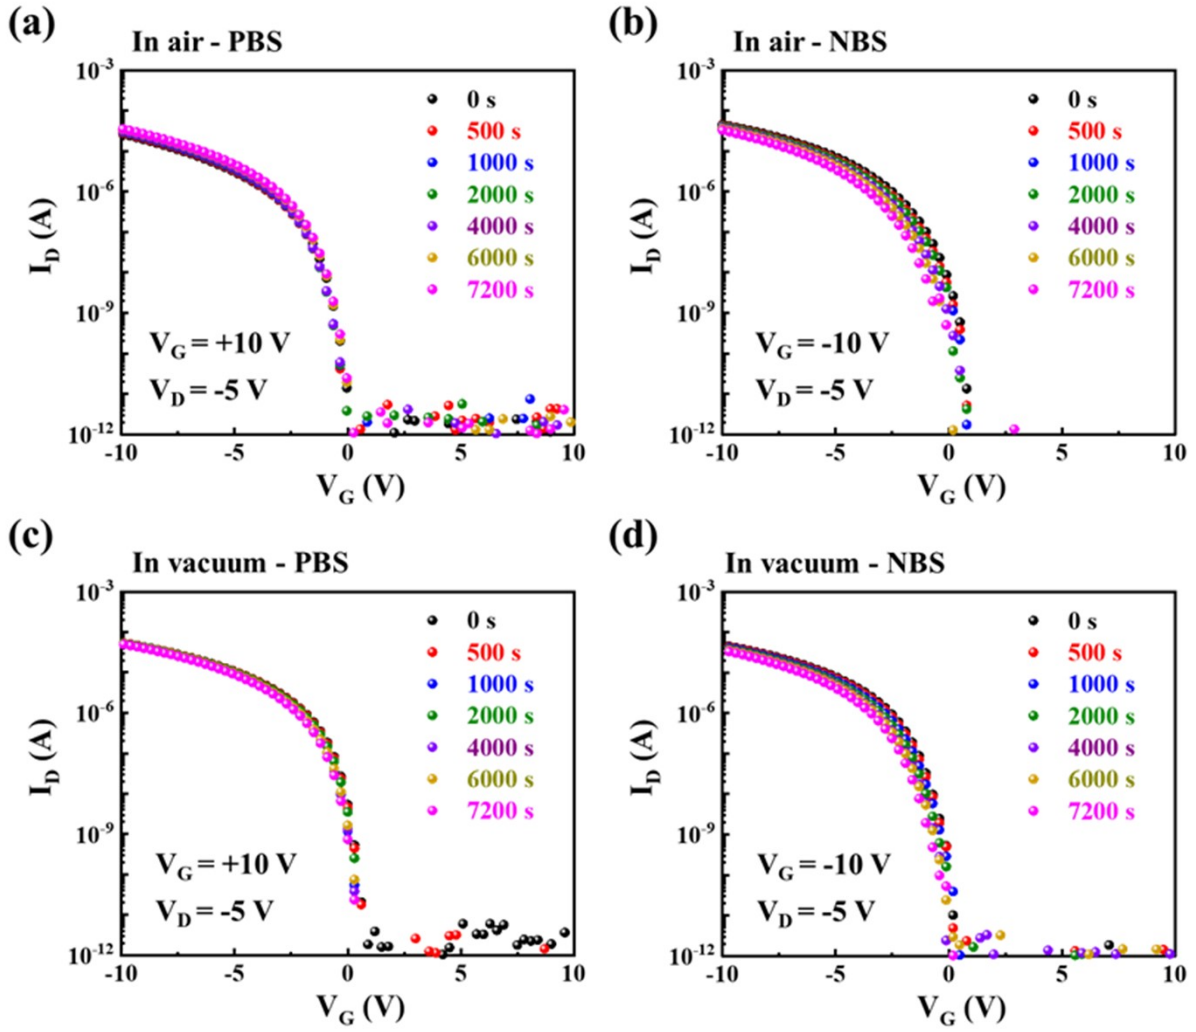 (a)
In air - PBS
10-3
10-6
10-9
10-12
I_D (A)
0 s
500 s
1000 s
2000 s
4000 s
6000 s
7200 s
V_G = +10 V
V_D = -5 V
-10
-5
0
5
10
V_G (V)
(b)
In air - NBS
10-3
10-6
10-9
10-12
I_D (A)
0 s
500 s
1000 s
2000 s
4000 s
6000 s
7200 s
V_G = -10 V
V_D = -5 V
-10
-5
0
5
10
V_G (V)
(c)
In vacuum - PBS
10-3
10-6
10-9
10-12
I_D (A)
0 s
500 s
1000 s
2000 s
4000 s
6000 s
7200 s
V_G = +10 V
V_D = -5 V
-10
-5
0
5
10
V_G (V)
(d)
In vacuum - NBS
10-3
10-6
10-9
10-12
I_D (A)
0 s
500 s
1000 s
2000 s
4000 s
6000 s
7200 s
V_G = -10 V
V_D = -5 V
-10
-5
0
5
10
V_G (V)